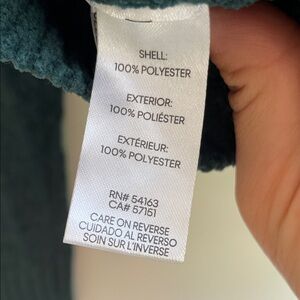 SHELL:
100% POLYESTER
EXTERIOR:
100% POLIÉSTER
EXTÉRIEUR:
100% POLYESTER
RN# 54163
CA# 57151
CARE ON REVERSE
CUIDADO AL REVERSO
SOIN SUR L'INVERSE